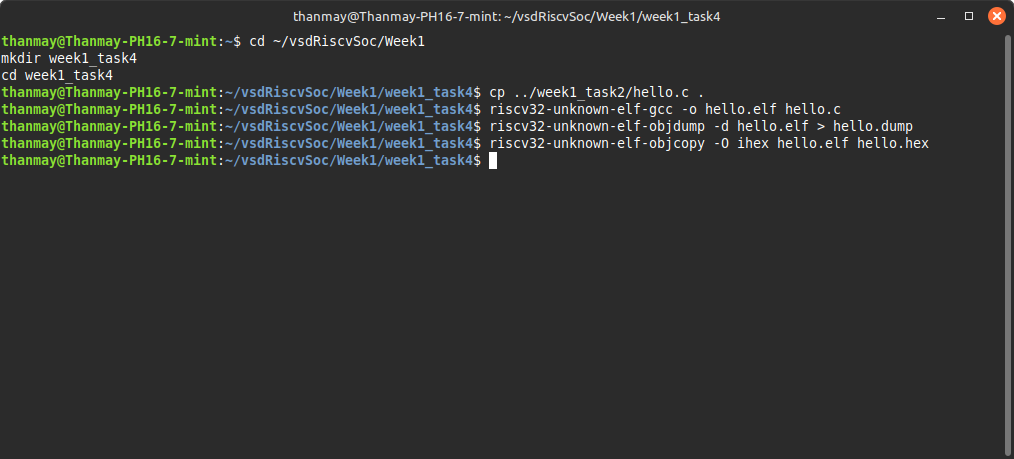 thanmay@Thanmay-PH16-7-mint: ~/vsdRiscvSoc/Week1/week1_task4
thanmay@Thanmay-PH16-7-mint:~$ cd ~/vsdRiscvSoc/Week1
mkdir week1_task4
cd week1_task4
thanmay@Thanmay-PH16-7-mint:~/vsdRiscvSoc/Week1/week1_task4$ cp ../week1_task2/hello.c .
thanmay@Thanmay-PH16-7-mint:~/vsdRiscvSoc/Week1/week1_task4$ riscv32-unknown-elf-gcc -o hello.elf hello.c
thanmay@Thanmay-PH16-7-mint:~/vsdRiscvSoc/Week1/week1_task4$ riscv32-unknown-elf-objdump -d hello.elf > hello.dump
thanmay@Thanmay-PH16-7-mint:~/vsdRiscvSoc/Week1/week1_task4$ riscv32-unknown-elf-objcopy -O ihex hello.elf hello.hex
thanmay@Thanmay-PH16-7-mint:~/vsdRiscvSoc/Week1/week1_task4$